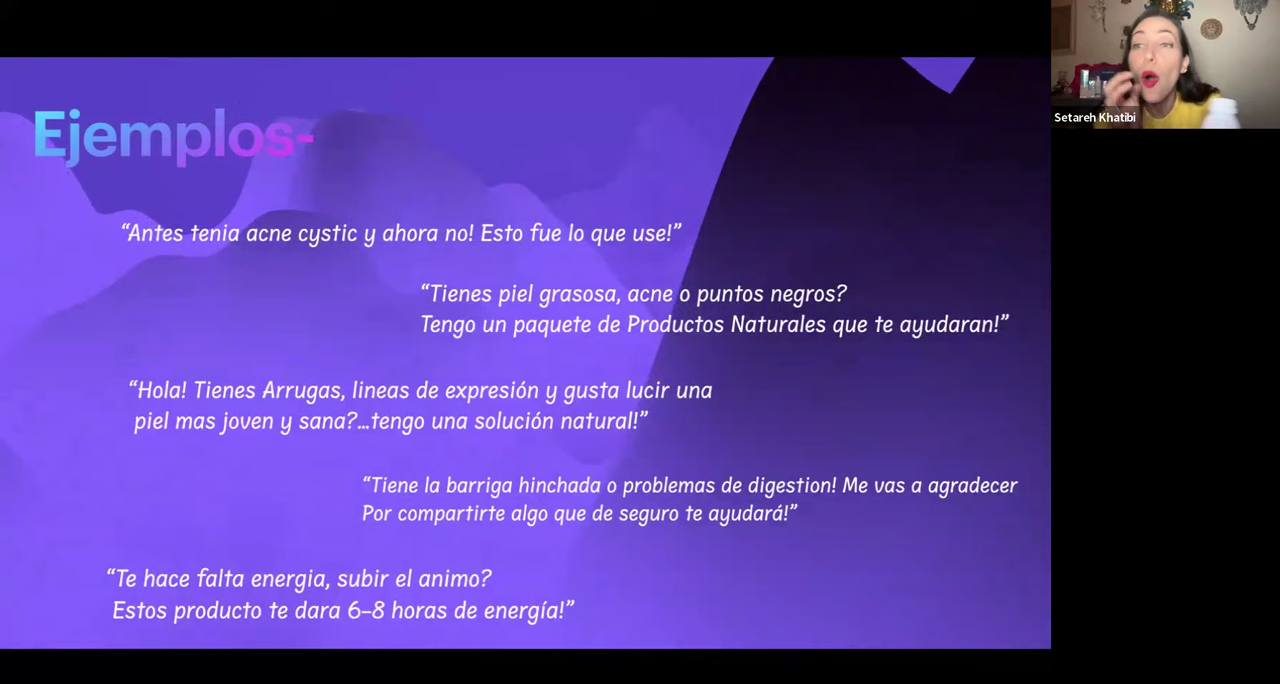 Ejemplos-
“Antes tenia acne cystic y ahora no! Esto fue lo que use!”
“Tienes piel grasosa, acne o puntos negros?
Tengo un paquete de Productos Naturales que te ayudaran!”
“Hola! Tienes Arrugas, lineas de expresión y gusta lucir una
piel mas joven y sana?...tengo una solución natural!”
“Tiene la barriga hinchada o problemas de digestion! Me vas a agradecer
Por compartirte algo que de seguro te ayudará!”
“Te hace falta energia, subir el animo?
Estos producto te dara 6-8 horas de energía!”
Setareh Khatibi